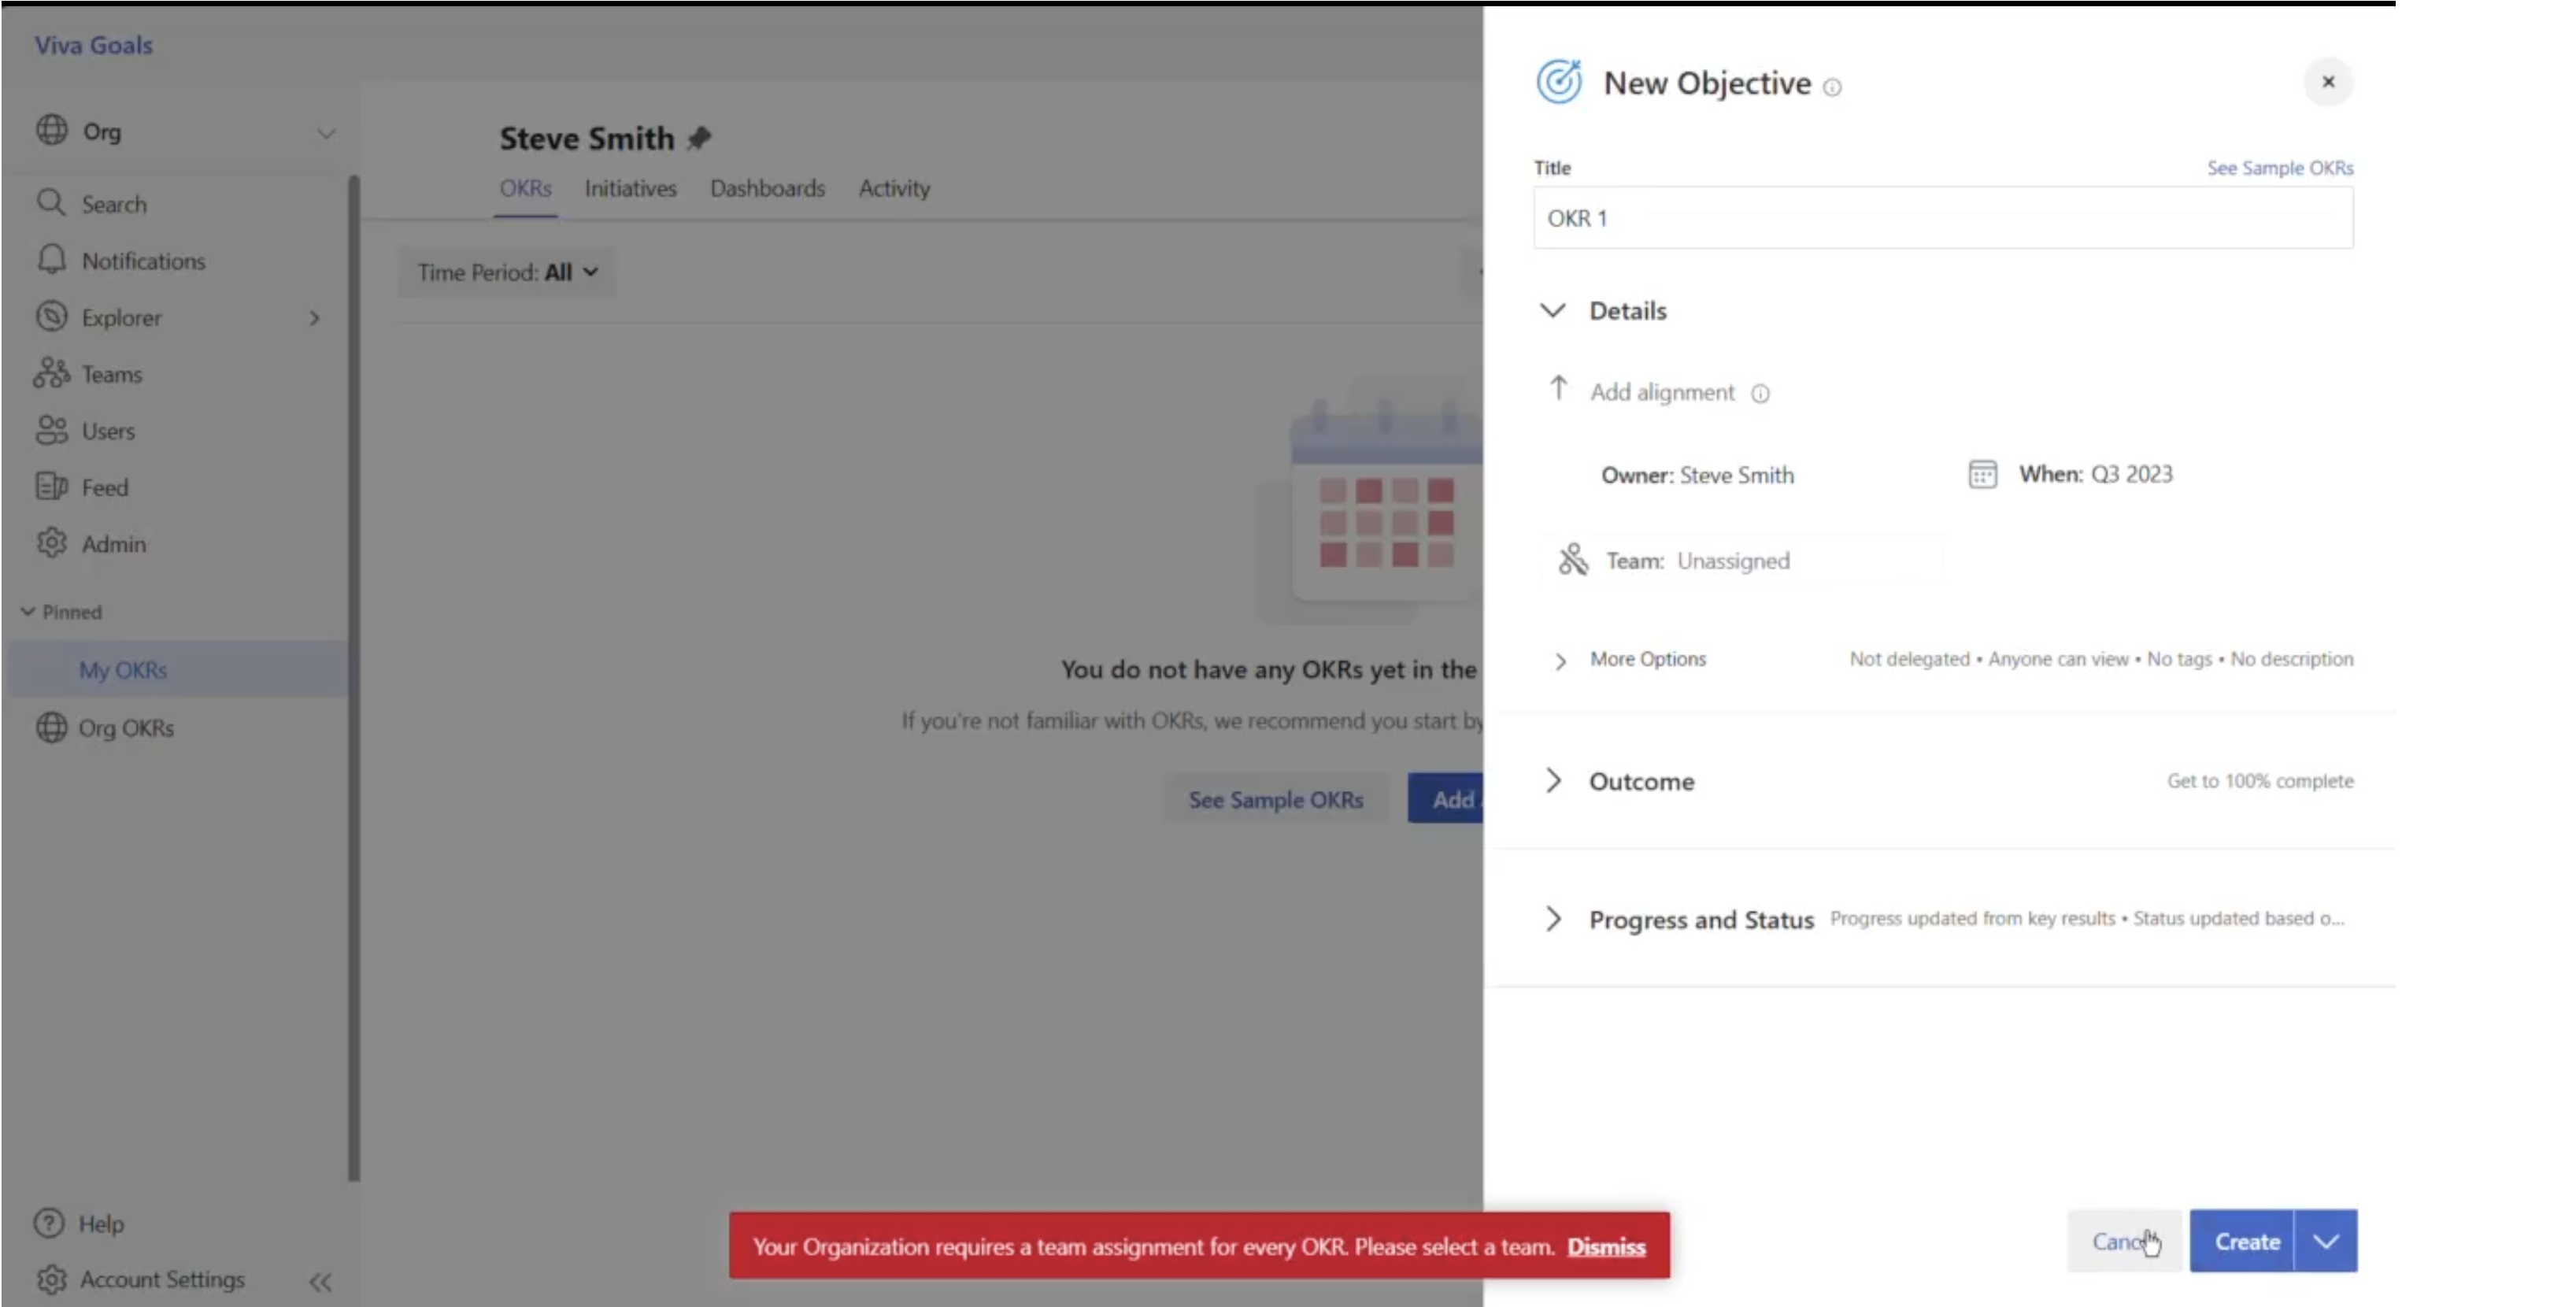 Viva Goals
Org
Search
Notifications
Explorer
Teams
Users
Feed
Admin
Pinned
My OKRs
Org OKRs
Help
Account Settings
Steve Smith
OKRs Initiatives Dashboards Activity
Time Period: All
You do not have any OKRs yet in the
If you're not familiar with OKRs, we recommend you start by
See Sample OKRs
Add
New Objective
Title
See Sample OKRs
OKR 1
Details
Add alignment
Owner: Steve Smith
When: Q3 2023
Team: Unassigned
More Options
Not delegated • Anyone can view • No tags • No description
Outcome
Get to 100% complete
Progress and Status
Progress updated from key results • Status updated based o...
Your Organization requires a team assignment for every OKR. Please select a team. Dismiss
Create